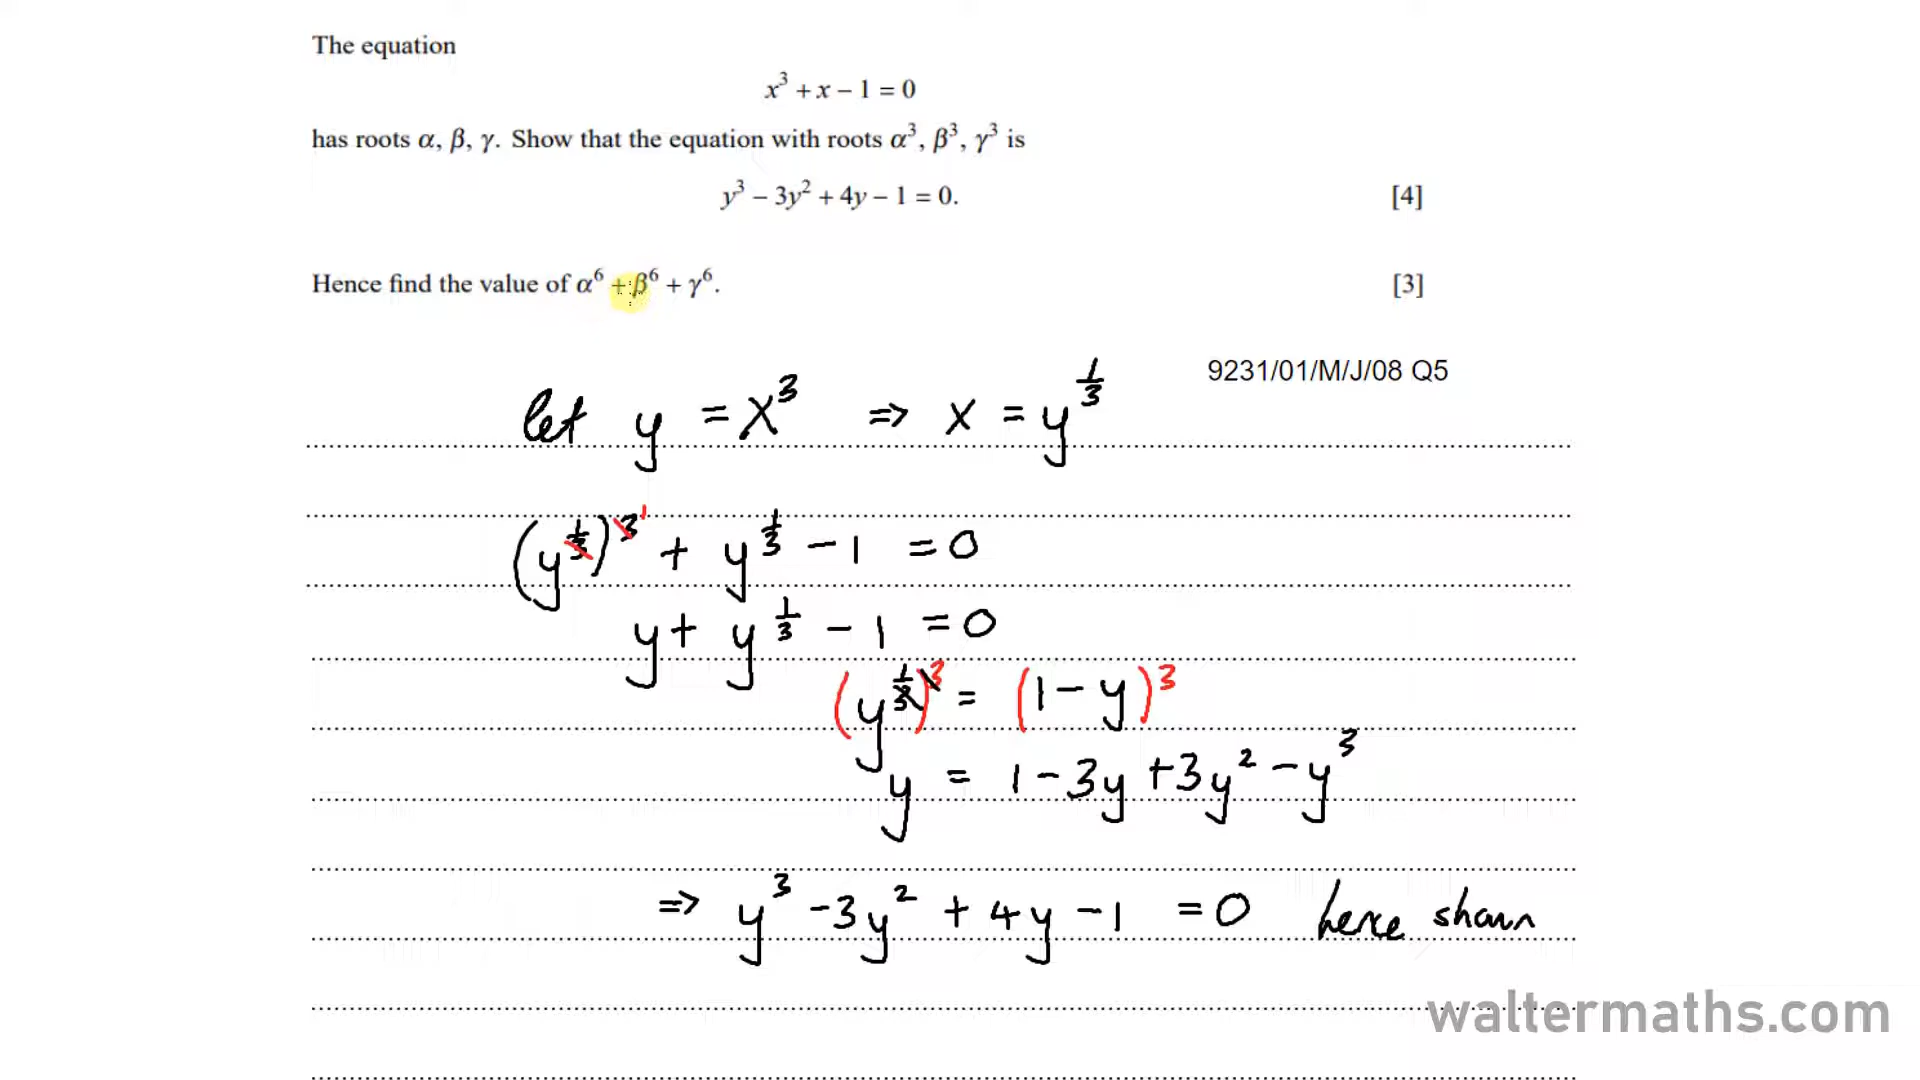 The equation
x³ + x − 1 = 0
has roots α, β, γ. Show that the equation with roots α³, β³, γ³ is
y³ − 3y² + 4y − 1 = 0. [4]
Hence find the value of α⁶ + β⁶ + γ⁶. [3]
9231/01/M/J/08 Q5
let y = x³ ⇒ x = y^(1/3)
(y^(1/3))³ ¹ + y^(1/3) − 1 = 0
y + y^(1/3) − 1 = 0
(y^(1/3))³ = (1 − y)³
y = 1 − 3y + 3y² − y³
⇒ y³ − 3y² + 4y − 1 = 0 hence shown
waltermaths.com